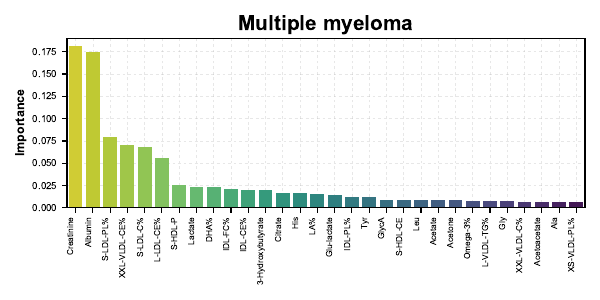 Multiple myeloma
Importance
0.175
0.150
0.125
0.100
0.075
0.050
0.025
0.000
Creatinine
Albumin
S-LDL-PL%
XXL-VLDL-CE%
S-LDL-C%
L-LDL-CE%
S-HDL-P
Lactate
DHA%
IDL-FC%
IDL-CE%
3-Hydroxybutyrate
Citrate
His
LA%
Glu-lactate
IDL-PL%
Tyr
GlycA
S-HDL-CE
Leu
Acetate
Acetone
Omega-3%
L-VLDL-TG%
Gly
XXL-VLDL-C%
Acetoacetate
Ala
XS-VLDL-PL%